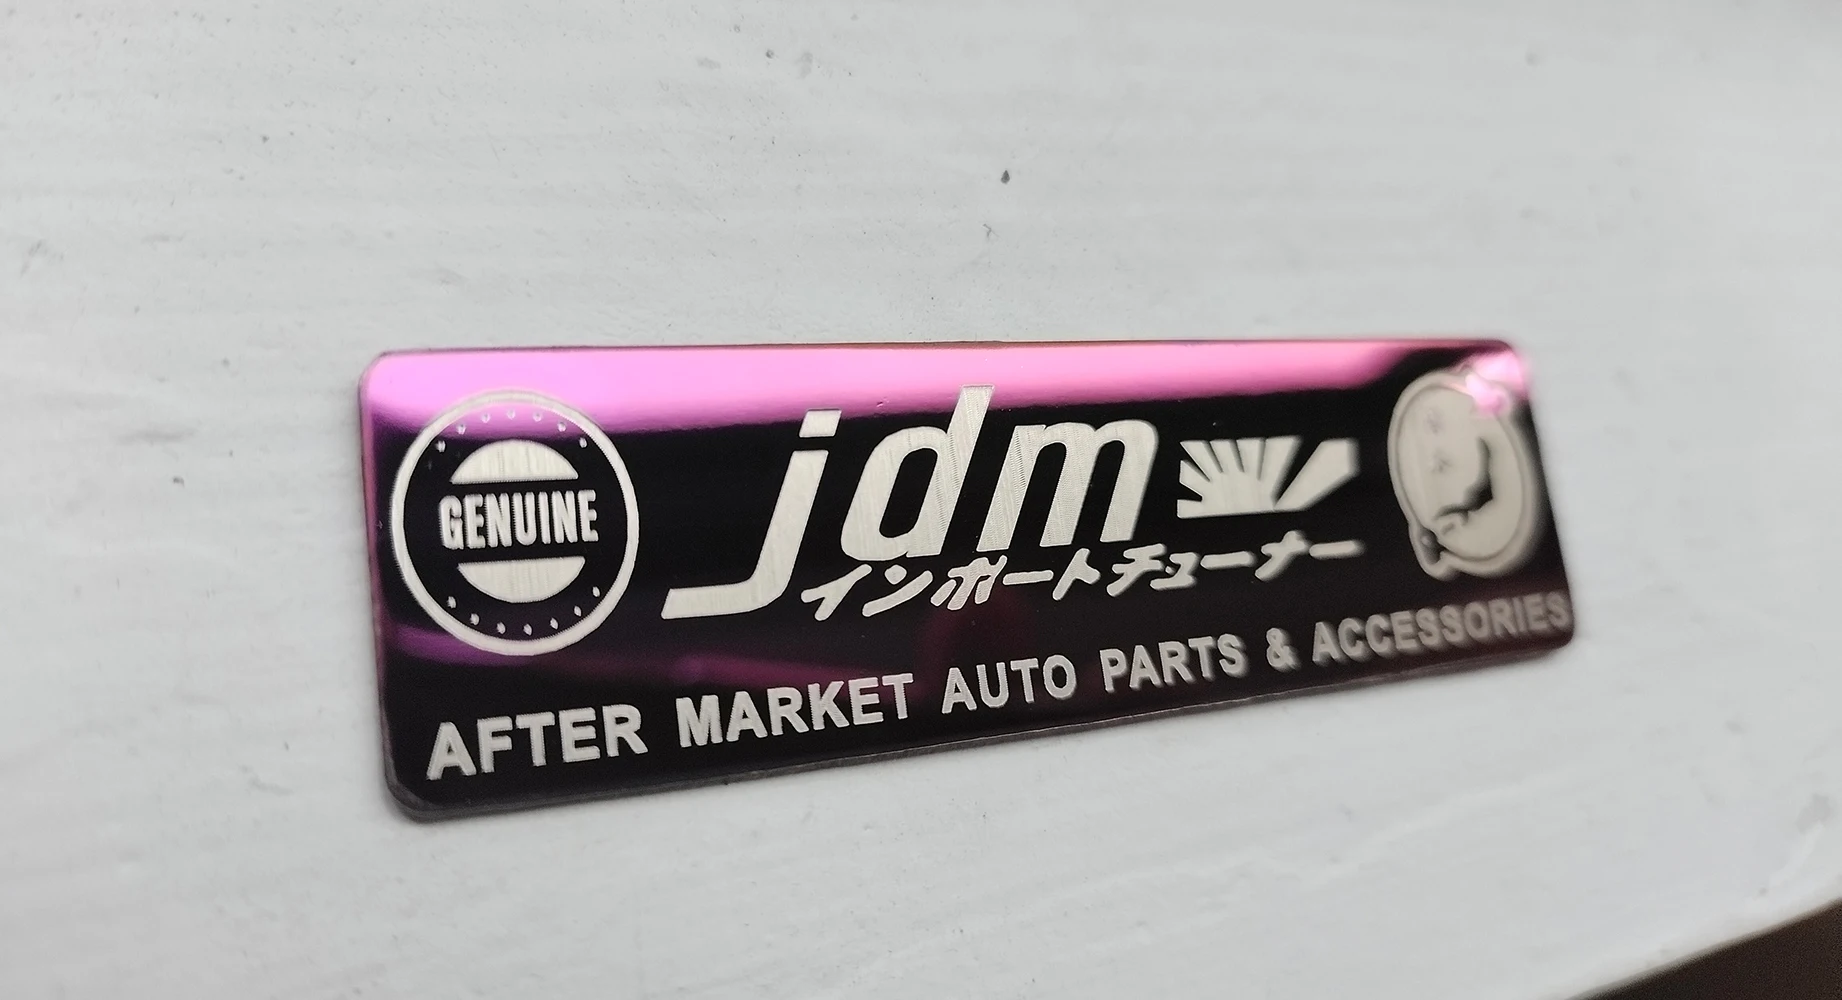 GENUINE
jdm
インポートチューナー
AFTER MARKET AUTO PARTS & ACCESSORIES